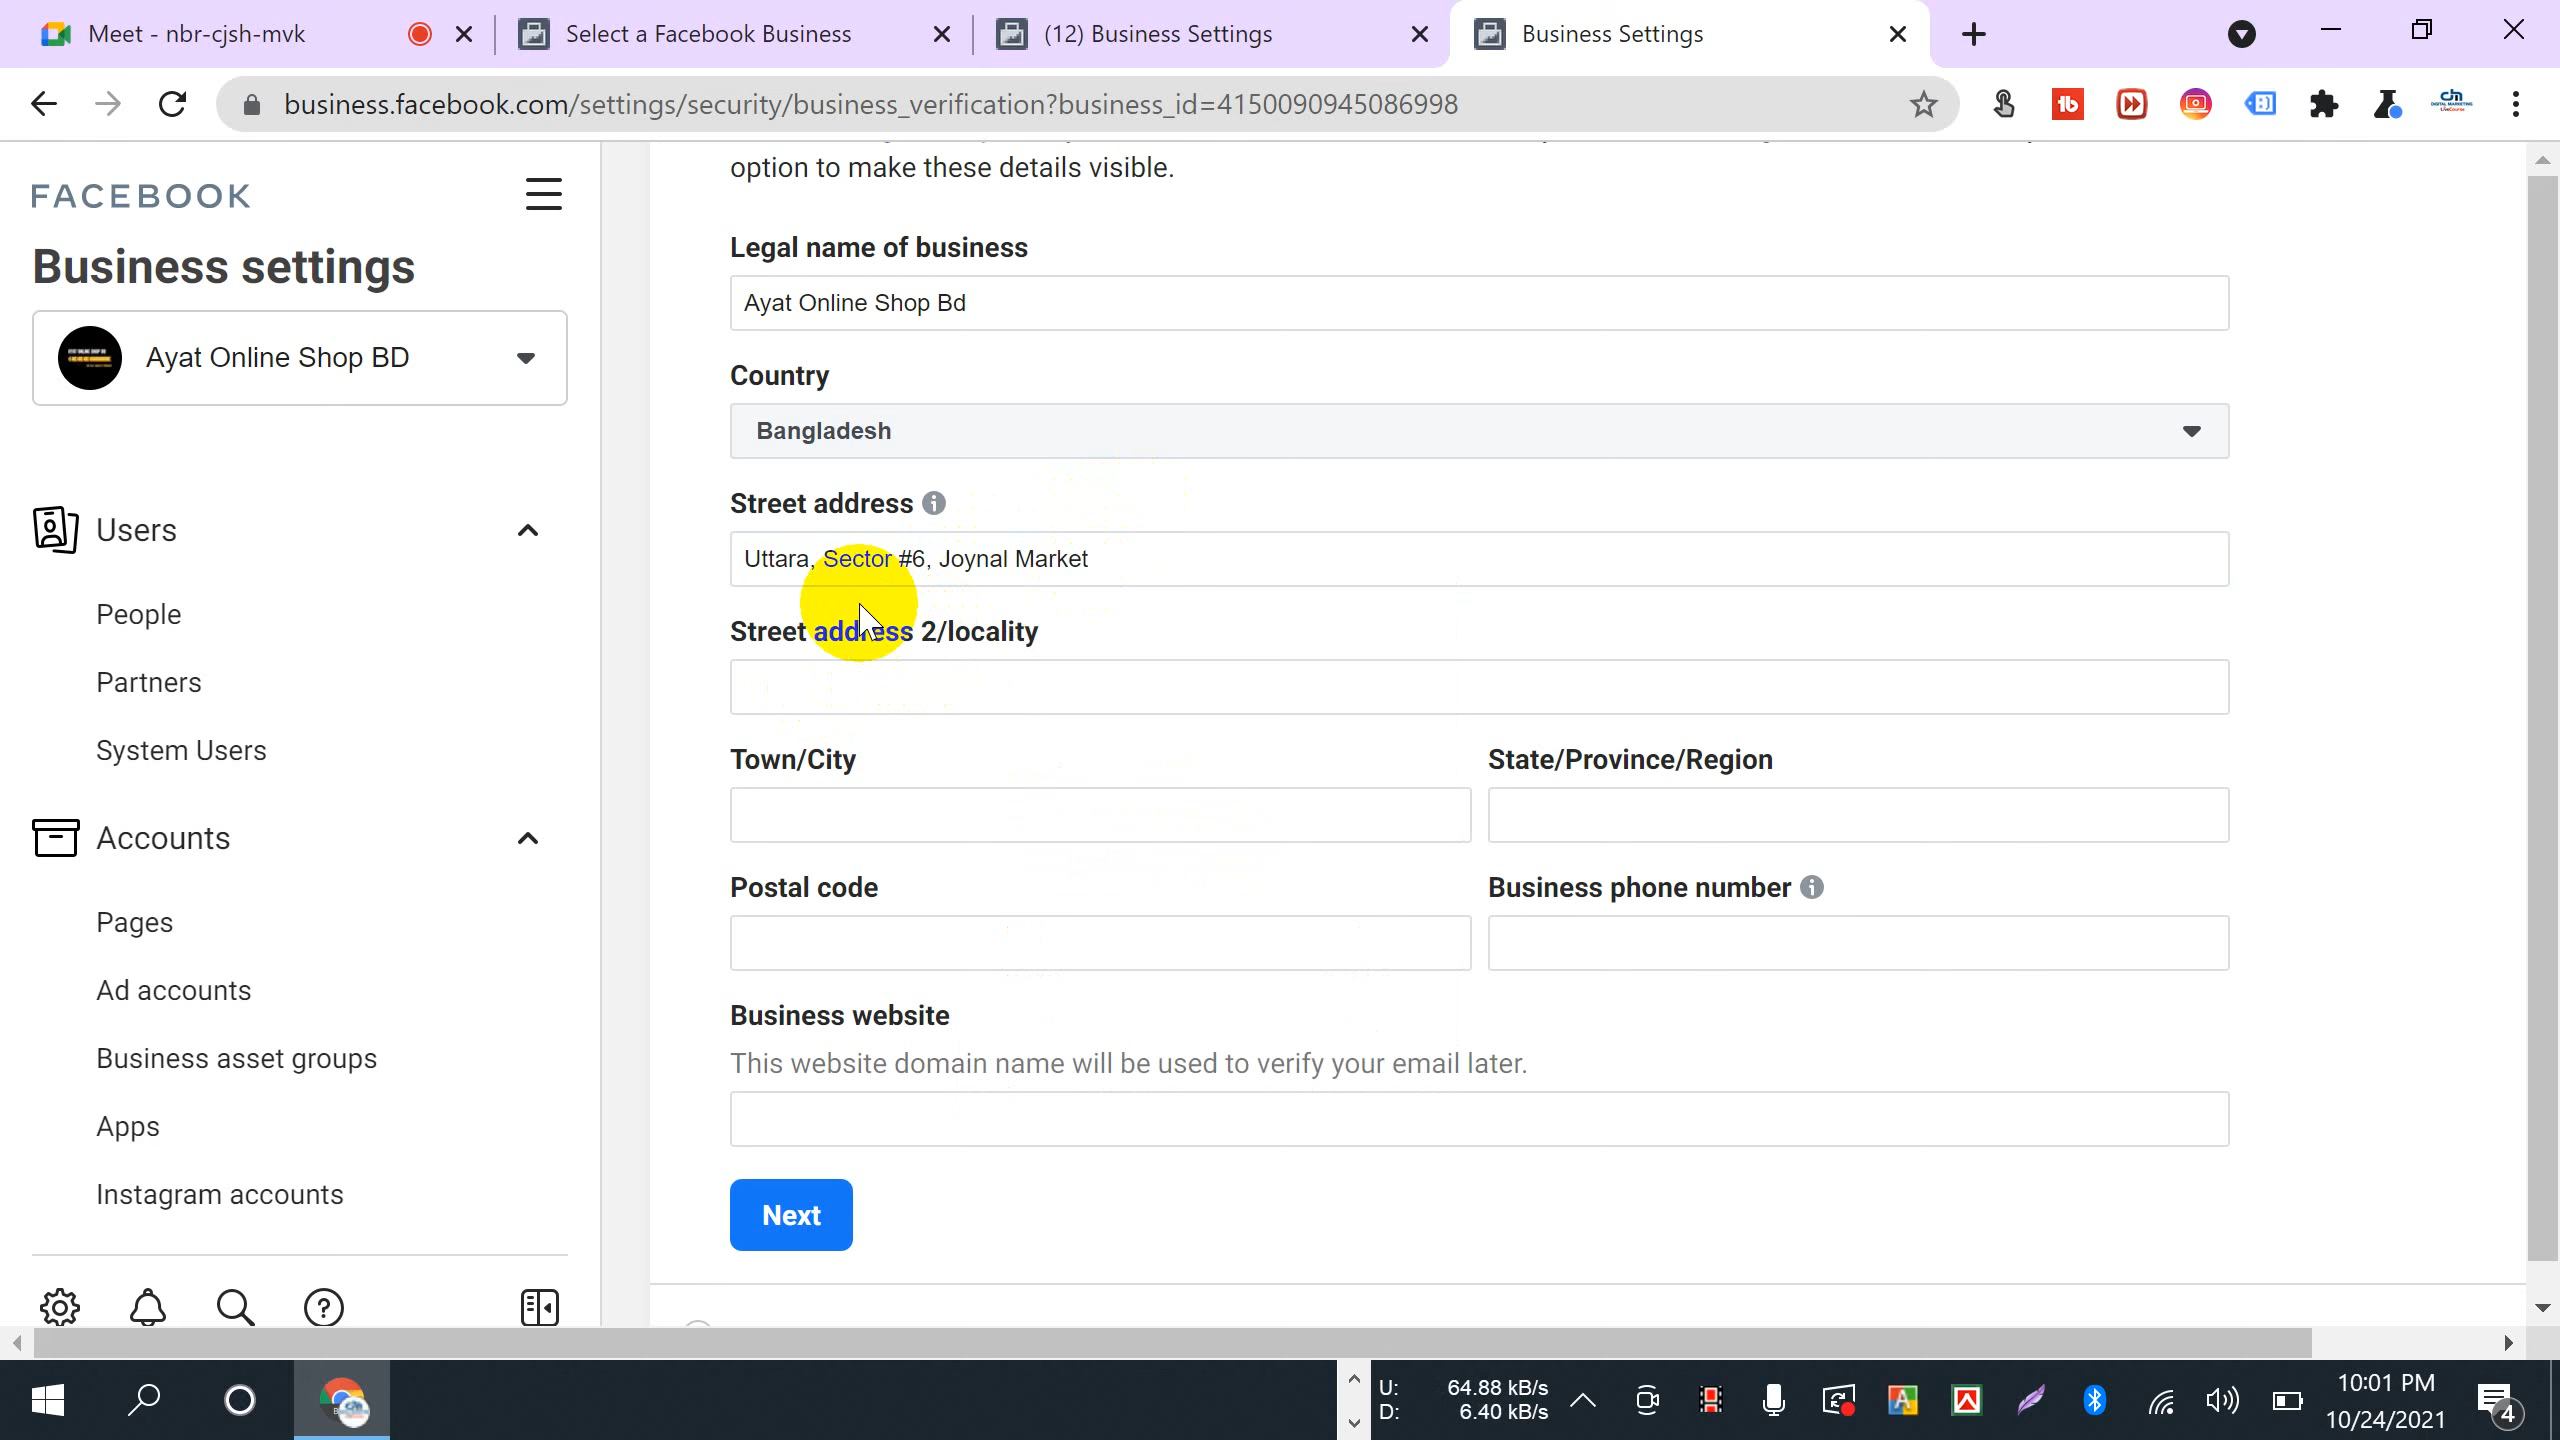 Meet - nbr-cjsh-mvk
Select a Facebook Business
(12) Business Settings
Business Settings
business.facebook.com/settings/security/business_verification?business_id=4150090945086998
FACEBOOK
Business settings
Ayat Online Shop BD
Users
People
Partners
System Users
Accounts
Pages
Ad accounts
Business asset groups
Apps
Instagram accounts
option to make these details visible.
Legal name of business
Ayat Online Shop Bd
Country
Bangladesh
Street address
Uttara, Sector #6, Joynal Market
Street address 2/locality
Town/City
State/Province/Region
Postal code
Business phone number
Business website
This website domain name will be used to verify your email later.
Next
U: 64.88 kB/s
D: 6.40 kB/s
10:01 PM
10/24/2021
4